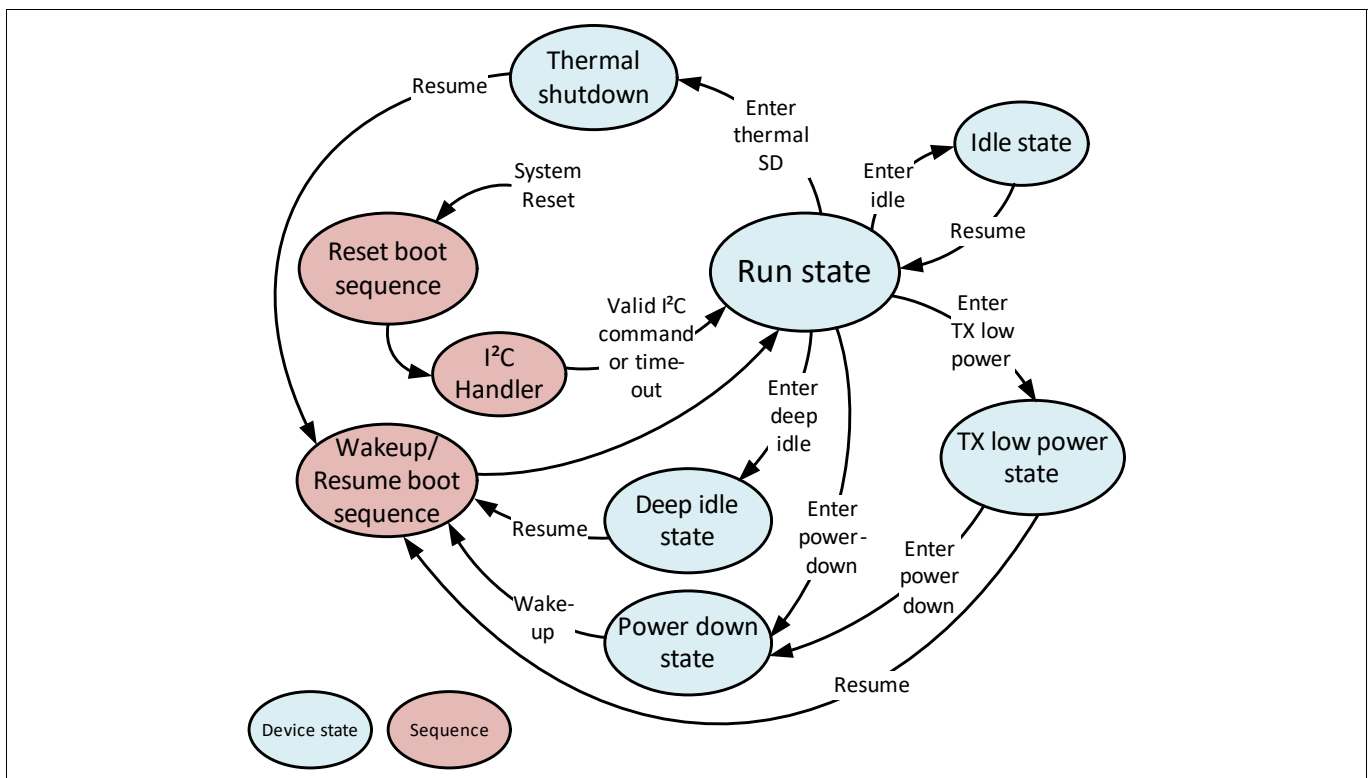 Thermal
shutdown
Resume
Enter
thermal
SD
Idle state
Enter
idle
System
Reset
Resume
Reset boot
sequence
Run state
Valid I²C
command
or time-
out
Enter
TX low
power
I²C
Handler
Enter
deep
idle
TX low power
state
Wakeup/
Resume boot
sequence
Deep idle
state
Resume
Enter
power-
down
Enter
power
down
Wake-
up
Power down
state
Resume
Device state
Sequence